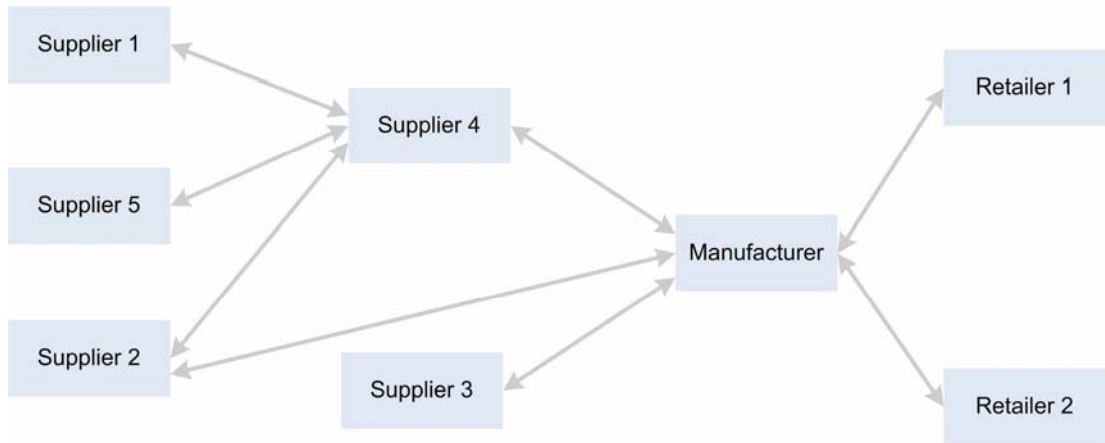 Supplier 1
Supplier 4
Retailer 1
Supplier 5
Manufacturer
Supplier 2
Supplier 3
Retailer 2